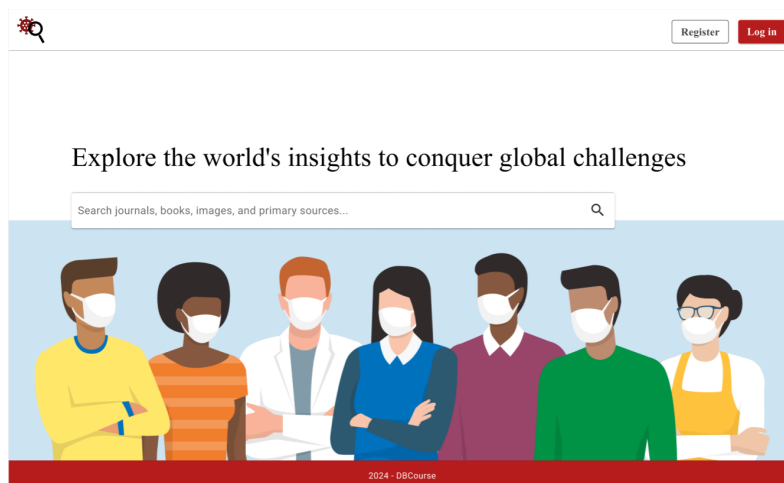 Register Log in
Explore the world's insights to conquer global challenges
Search journals, books, images, and primary sources...
2024 - DBCourse